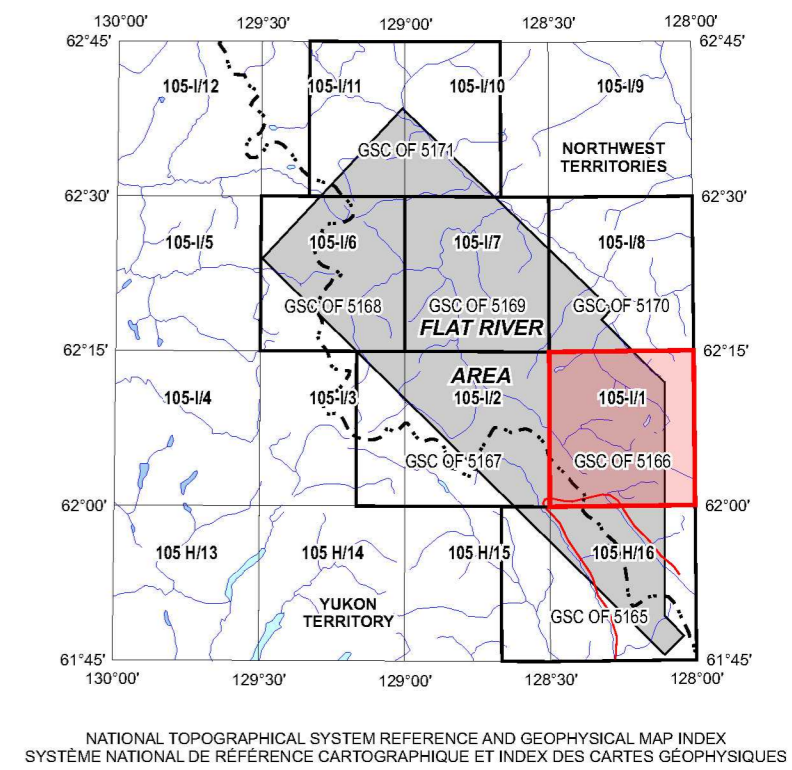 130°00' 129°30' 129°00' 128°30' 128°00'
62°45' 62°45'
105-I/12 105-I/11 105-I/10 105-I/9
GSC OF 5171
NORTHWEST
TERRITORIES
62°30' 62°30'
105-I/5 105-I/6 105-I/7 105-I/8
GSC OF 5168 GSC OF 5169 GSC OF 5170
FLAT RIVER
62°15' 62°15'
AREA
105-I/4 105-I/3 105-I/2 105-I/1
GSC OF 5167 GSC OF 5166
62°00' 62°00'
105 H/13 105 H/14 105 H/15 105 H/16
YUKON
TERRITORY
GSC OF 5165
61°45' 61°45'
130°00' 129°30' 129°00' 128°30' 128°00'
NATIONAL TOPOGRAPHICAL SYSTEM REFERENCE AND GEOPHYSICAL MAP INDEX
SYSTÈME NATIONAL DE RÉFÉRENCE CARTOGRAPHIQUE ET INDEX DES CARTES GÉOPHYSIQUES